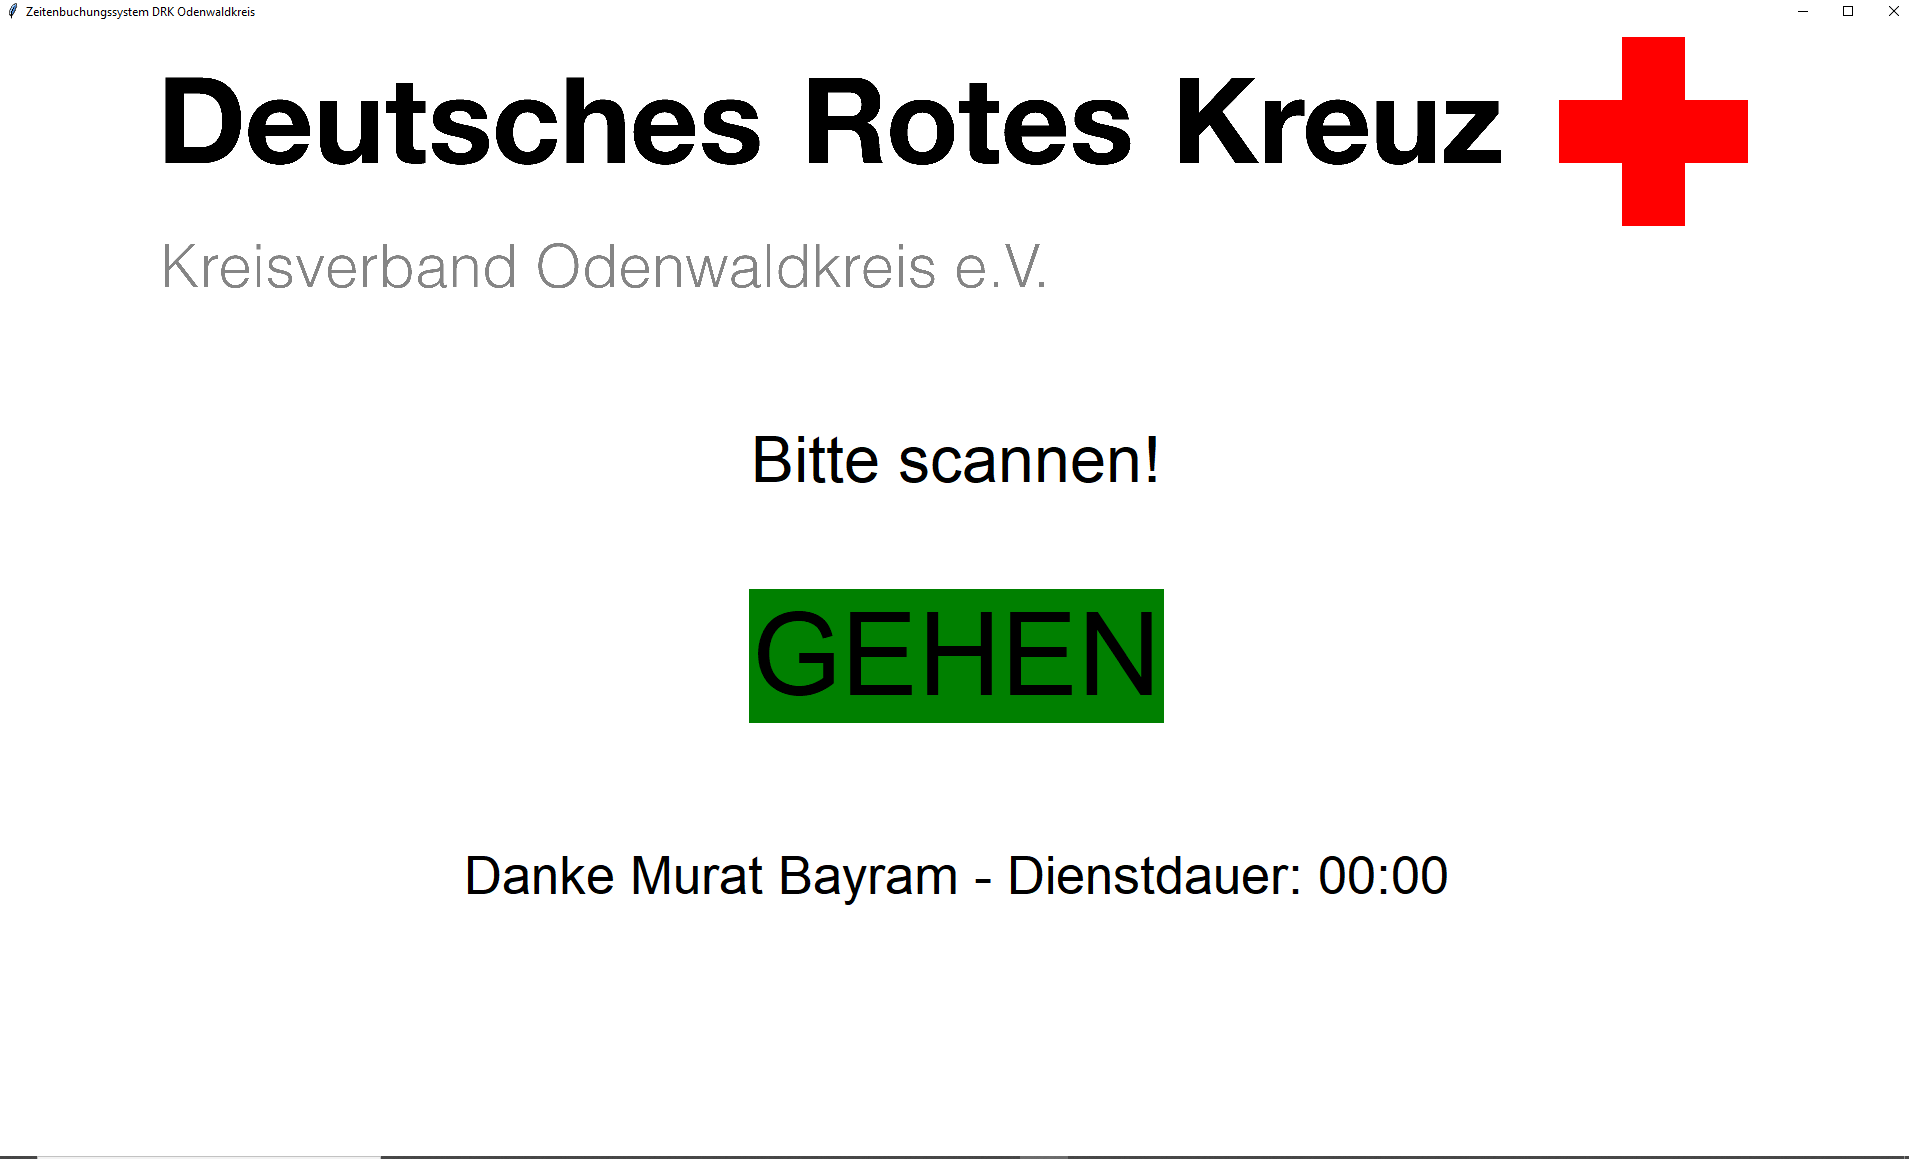 Zeitenbuchungssystem DRK Odenwaldkreis
Deutsches Rotes Kreuz
Kreisverband Odenwaldkreis e.V.
Bitte scannen!
GEHEN
Danke Murat Bayram - Dienstdauer: 00:00